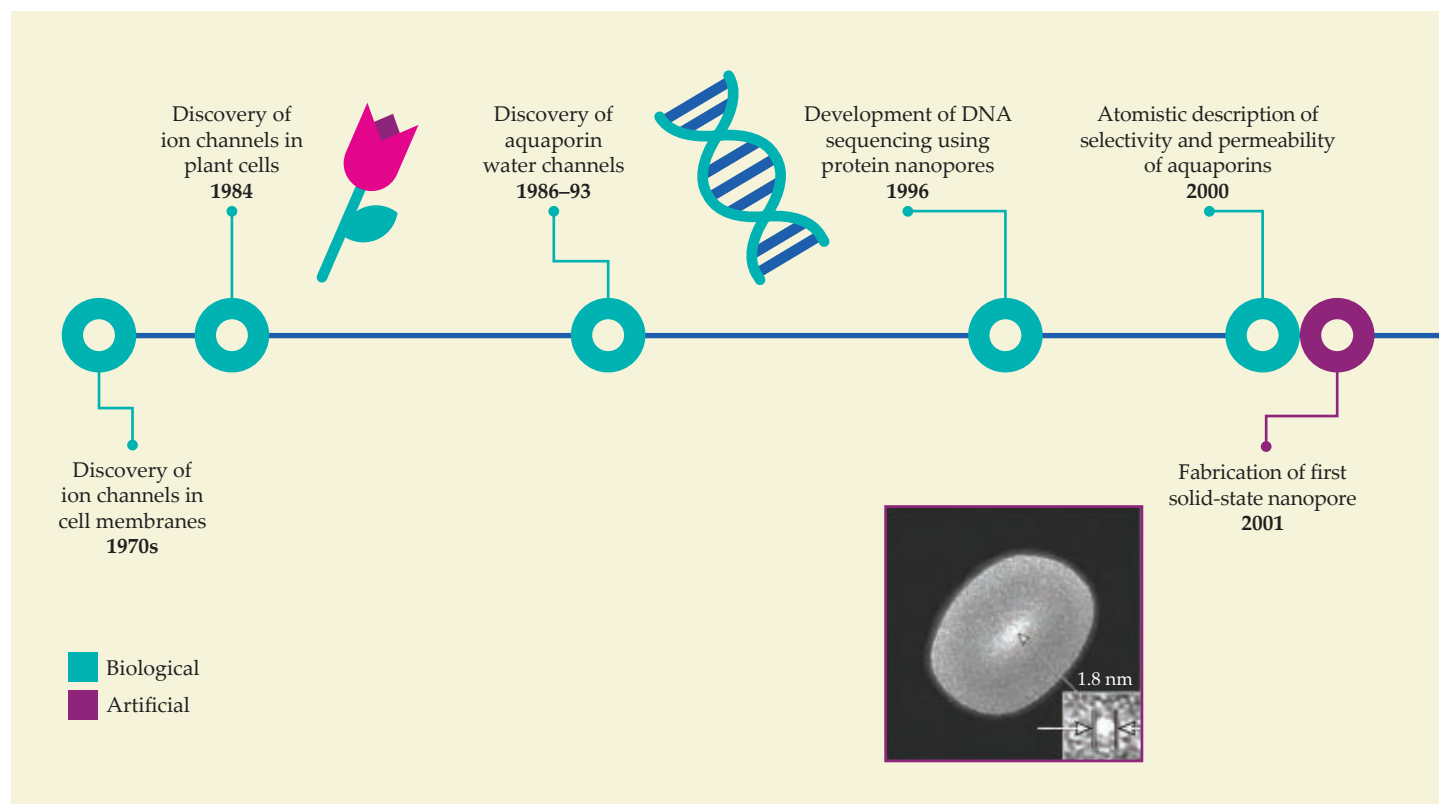 Discovery of
ion channels in
plant cells
1984
Discovery of
aquaporin
water channels
1986–93
Development of DNA
sequencing using
protein nanopores
1996
Atomistic description of
selectivity and permeability
of aquaporins
2000
Discovery of
ion channels in
cell membranes
1970s
Fabrication of first
solid-state nanopore
2001
1.8 nm
Biological
Artificial